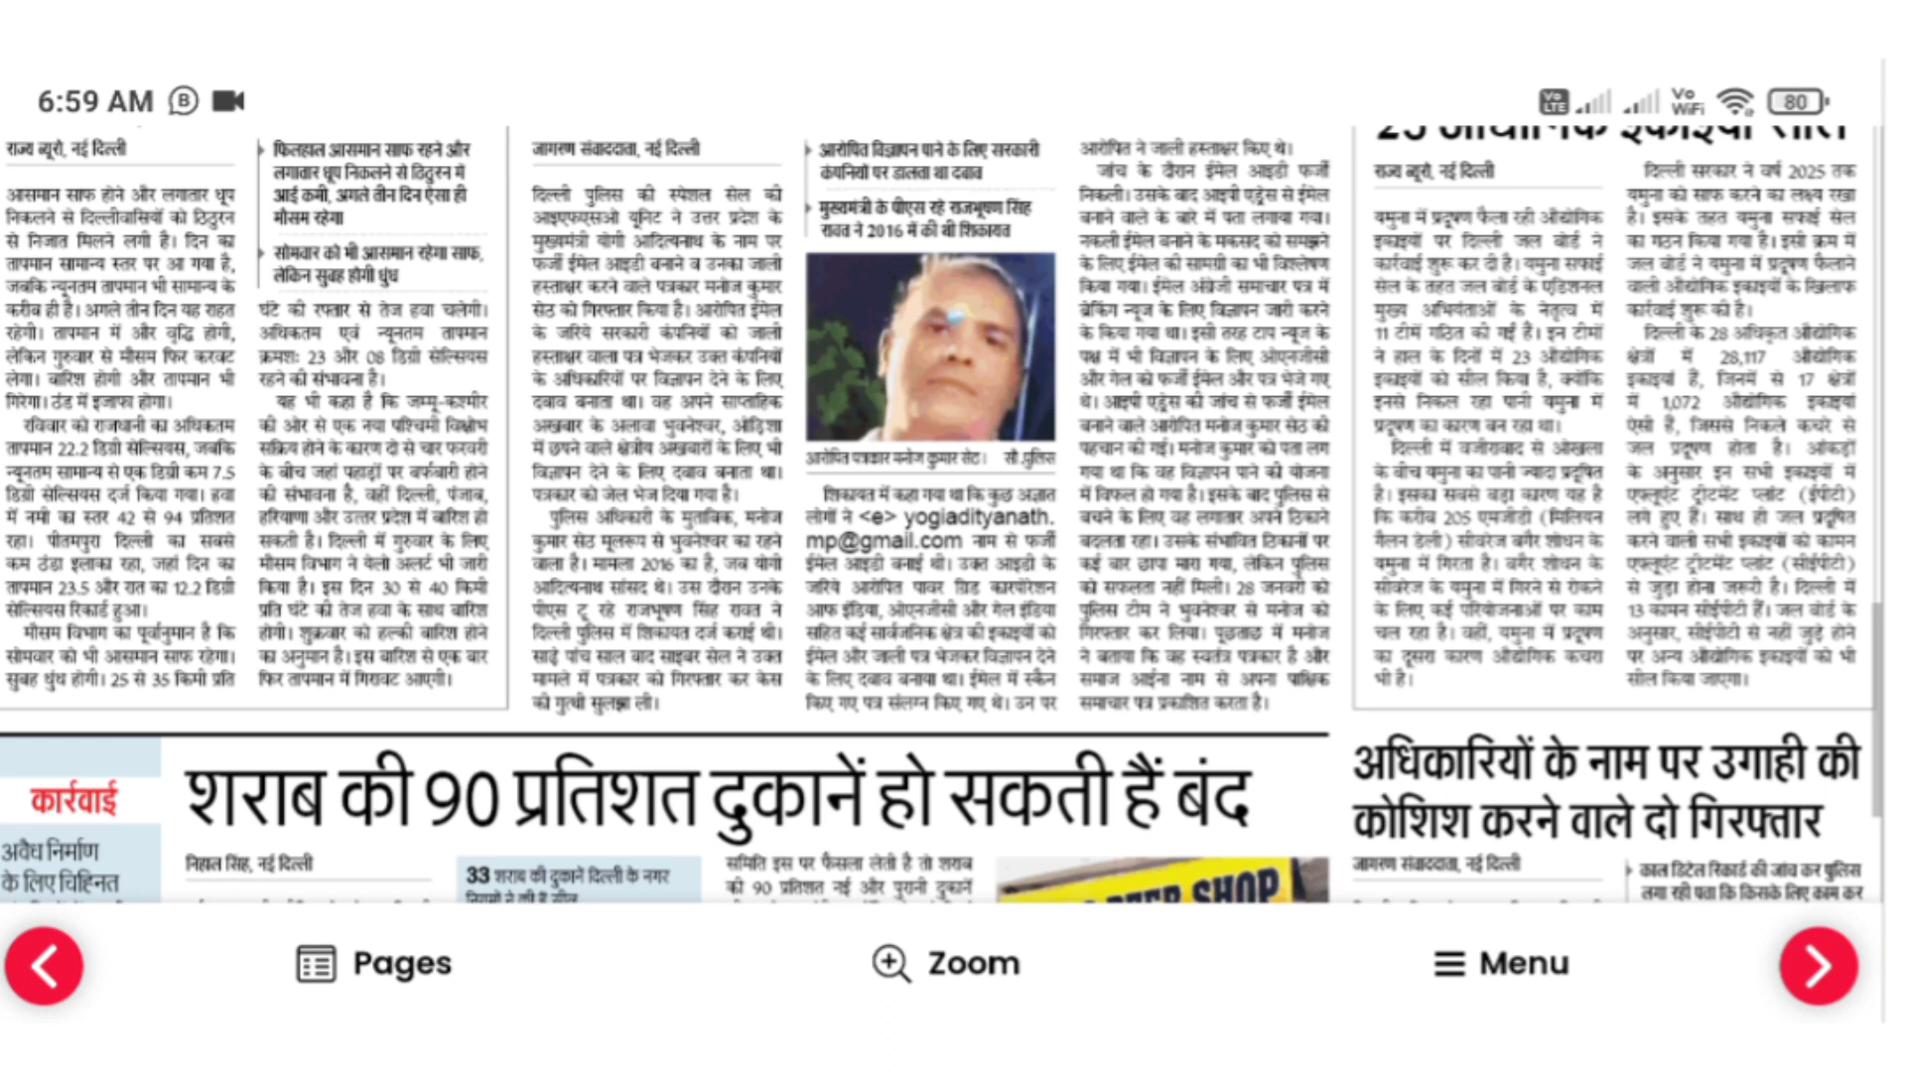 6:59 AM
Vo
LTE
Vo
WiFi
80
राज्य ब्यूरो, नई दिल्ली
आसमान साफ होने और लगातार धूप
निकलने से दिल्लीवासियों को ठिठुरन
से निजात मिलने लगी है। दिन का
तापमान सामान्य स्तर पर आ गया है,
जबकि न्यूनतम तापमान भी सामान्य के
करीब ही है। अगले तीन दिन यह राहत
रहेगी। तापमान में और वृद्धि होगी,
लेकिन गुरुवार से मौसम फिर करवट
लेगा। बारिश होगी और तापमान भी
गिरेगा। ठंड में इजाफा होगा।
रविवार को राजधानी का अधिकतम
तापमान 22.2 डिग्री सेल्सियस, जबकि
न्यूनतम सामान्य से एक डिग्री कम 7.5
डिग्री सेल्सियस दर्ज किया गया। हवा
में नमी का स्तर 42 से 94 प्रतिशत
रहा। पीतमपुरा दिल्ली का सबसे
कम ठंडा इलाका रहा, जहां दिन का
तापमान 23.5 और रात का 12.2 डिग्री
सेल्सियस रिकार्ड हुआ।
मौसम विभाग का पूर्वानुमान है कि
सोमवार को भी आसमान साफ रहेगा।
सुबह धुंध होगी। 25 से 35 किमी प्रति
फिलहाल आसमान साफ रहने और
लगातार धूप निकलने से ठिठुरन में
आई कमी, अगले तीन दिन ऐसा ही
मौसम रहेगा
सोमवार को भी आसमान रहेगा साफ,
लेकिन सुबह होगी धुंध
घंटे की रफ्तार से तेज हवा चलेगी।
अधिकतम एवं न्यूनतम तापमान
क्रमशः 23 और 08 डिग्री सेल्सियस
रहने की संभावना है।
यह भी कहा है कि जम्मू-कश्मीर
की ओर से एक नया पश्चिमी विक्षोभ
सक्रिय होने के कारण दो से चार फरवरी
के बीच जहां पहाड़ों पर बर्फबारी होने
की संभावना है, वहीं दिल्ली, पंजाब,
हरियाणा और उत्तर प्रदेश में बारिश हो
सकती है। दिल्ली में गुरुवार के लिए
मौसम विभाग ने येलो अलर्ट भी जारी
किया है। इस दिन 30 से 40 किमी
प्रति घंटे की तेज हवा के साथ बारिश
होगी। शुक्रवार को हल्की बारिश होने
का अनुमान है। इस बारिश से एक बार
फिर तापमान में गिरावट आएगी।
जागरण संवाददाता, नई दिल्ली
दिल्ली पुलिस की स्पेशल सेल की
आइएफएसओ यूनिट ने उत्तर प्रदेश के
मुख्यमंत्री योगी आदित्यनाथ के नाम पर
फर्जी ईमेल आइडी बनाने व उनका जाली
हस्ताक्षर करने वाले पत्रकार मनोज कुमार
सेठ को गिरफ्तार किया है। आरोपित ईमेल
के जरिये सरकारी कंपनियों को जाली
हस्ताक्षर वाला पत्र भेजकर उक्त कंपनियों
के अधिकारियों पर विज्ञापन देने के लिए
दबाव बनाता था। वह अपने साप्ताहिक
अखबार के अलावा भुवनेश्वर, ओडिशा
में छपने वाले क्षेत्रीय अखबारों के लिए भी
विज्ञापन देने के लिए दबाव बनाता था।
पत्रकार को जेल भेज दिया गया है।
पुलिस अधिकारी के मुताबिक, मनोज
कुमार सेठ मूलरूप से भुवनेश्वर का रहने
वाला है। मामला 2016 का है, जब योगी
आदित्यनाथ सांसद थे। उस दौरान उनके
पीएस टू रहे राजभूषण सिंह रावत ने
दिल्ली पुलिस में शिकायत दर्ज कराई थी।
साढ़े पांच साल बाद साइबर सेल ने उक्त
मामले में पत्रकार को गिरफ्तार कर केस
की गुत्थी सुलझा ली।
आरोपित विज्ञापन पाने के लिए सरकारी
कंपनियों पर डालता था दबाव
मुख्यमंत्री के पीएस रहे राजभूषण सिंह
रावत ने 2016 में की थी शिकायत
आरोपित पत्रकार मनोज कुमार सेट। सौ.पुलिस
शिकायत में कहा गया था कि कुछ अज्ञात
लोगों ने <e> yogiadityanath.
mp@gmail.com नाम से फर्जी
ईमेल आइडी बनाई थी। उक्त आइडी के
जरिये आरोपित पावर ग्रिड कारपोरेशन
आफ इंडिया, ओएनजीसी और गेल इंडिया
सहित कई सार्वजनिक क्षेत्र की इकाइयों को
ईमेल और जाली पत्र भेजकर विज्ञापन देने
के लिए दबाव बनाया था। ईमेल में स्कैन
किए गए पत्र संलग्न किए गए थे। उन पर
आरोपित ने जाली हस्ताक्षर किए थे।
जांच के दौरान ईमेल आइडी फर्जी
निकली। उसके बाद आइपी एड्रेस से ईमेल
बनाने वाले के बारे में पता लगाया गया।
नकली ईमेल बनाने के मकसद को समझने
के लिए ईमेल की सामग्री का भी विश्लेषण
किया गया। ईमेल अंग्रेजी समाचार पत्र में
ब्रेकिंग न्यूज के लिए विज्ञापन जारी करने
के किया गया था। इसी तरह टाप न्यूज के
पक्ष में भी विज्ञापन के लिए ओएनजीसी
और गेल को फर्जी ईमेल और पत्र भेजे गए
थे। आइपी एड्रेस की जांच से फर्जी ईमेल
बनाने वाले आरोपित मनोज कुमार सेठ की
पहचान की गई। मनोज कुमार को पता लग
गया था कि वह विज्ञापन पाने की योजना
में विफल हो गया है। इसके बाद पुलिस से
बचने के लिए वह लगातार अपने ठिकाने
बदलता रहा। उसके संभावित ठिकानों पर
कई बार छापा मारा गया, लेकिन पुलिस
को सफलता नहीं मिली। 28 जनवरी को
पुलिस टीम ने भुवनेश्वर से मनोज को
गिरफ्तार कर लिया। पूछताछ में मनोज
ने बताया कि वह स्वतंत्र पत्रकार है और
समाज आईना नाम से अपना पाक्षिक
समाचार पत्र प्रकाशित करता है।
23 औद्योगिक इकाइयां सील
राज्य ब्यूरो, नई दिल्ली
यमुना में प्रदूषण फैला रही औद्योगिक
इकाइयों पर दिल्ली जल बोर्ड ने
कार्रवाई शुरू कर दी है। यमुना सफाई
सेल के तहत जल बोर्ड के एडिशनल
मुख्य अभियंताओं के नेतृत्व में
11 टीमें गठित की गई हैं। इन टीमों
ने हाल के दिनों में 23 औद्योगिक
इकाइयों को सील किया है, क्योंकि
इनसे निकल रहा पानी यमुना में
प्रदूषण का कारण बन रहा था।
दिल्ली में वजीराबाद से ओखला
के बीच यमुना का पानी ज्यादा प्रदूषित
है। इसका सबसे बड़ा कारण यह है
कि करीब 205 एमजीडी (मिलियन
गैलन डेली) सीवरेज बगैर शोधन के
यमुना में गिरता है। बगैर शोधन के
सीवरेज के यमुना में गिरने से रोकने
के लिए कई परियोजनाओं पर काम
चल रहा है। वहीं, यमुना में प्रदूषण
का दूसरा कारण औद्योगिक कचरा
भी है।
दिल्ली सरकार ने वर्ष 2025 तक
यमुना को साफ करने का लक्ष्य रखा
है। इसके तहत यमुना सफाई सेल
का गठन किया गया है। इसी क्रम में
जल बोर्ड ने यमुना में प्रदूषण फैलाने
वाली औद्योगिक इकाइयों के खिलाफ
कार्रवाई शुरू की है।
दिल्ली के 28 अधिकृत औद्योगिक
क्षेत्रों में 28,117 औद्योगिक
इकाइयां हैं, जिनमें से 17 क्षेत्रों
में 1,072 औद्योगिक इकाइयां
ऐसी हैं, जिससे निकले कचरे से
जल प्रदूषण होता है। आंकड़ों
के अनुसार इन सभी इकाइयों में
एफ्लूएंट ट्रीटमेंट प्लांट (ईपीटी)
लगे हुए हैं। साथ ही जल प्रदूषित
करने वाली सभी इकाइयों को कामन
एफ्लूएंट ट्रीटमेंट प्लांट (सीईपीटी)
से जुड़ा होना जरूरी है। दिल्ली में
13 कामन सीईपीटी हैं। जल बोर्ड के
अनुसार, सीईपीटी से नहीं जुड़े होने
पर अन्य औद्योगिक इकाइयों को भी
सील किया जाएगा।
कार्रवाई
अवैध निर्माण
के लिए चिह्नित
शराब की 90 प्रतिशत दुकानें हो सकती हैं बंद
निहाल सिंह, नई दिल्ली
33 शराब की दुकानें दिल्ली के नगर
निगमों ने की हैं सील
समिति इस पर फैसला लेती है तो शराब
की 90 प्रतिशत नई और पुरानी दुकानें
SHOP
अधिकारियों के नाम पर उगाही की
कोशिश करने वाले दो गिरफ्तार
जागरण संवाददाता, नई दिल्ली
काल डिटेल रिकार्ड की जांच कर पुलिस
लगा रही पता कि किसके लिए काम कर
Pages
Zoom
Menu